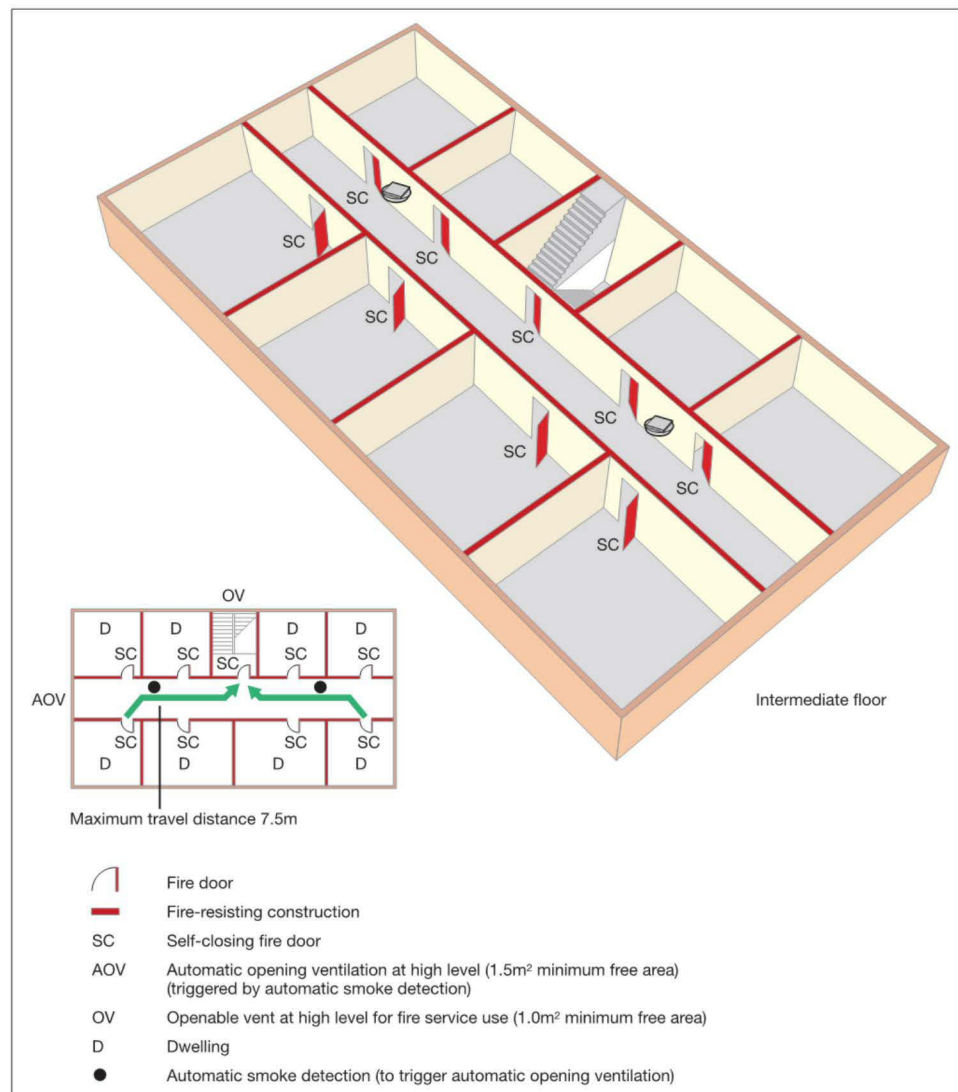 SC
SC
SC
SC
SC
SC
SC
SC
SC
OV
D
D
D
D
SC
SC
SC
SC
SC
AOV
SC
SC
SC
SC
D
D
D
D
Intermediate floor
Maximum travel distance 7.5m
Fire door
Fire-resisting construction
SC Self-closing fire door
AOV Automatic opening ventilation at high level (1.5m² minimum free area)
(triggered by automatic smoke detection)
OV Openable vent at high level for fire service use (1.0m² minimum free area)
D Dwelling
Automatic smoke detection (to trigger automatic opening ventilation)